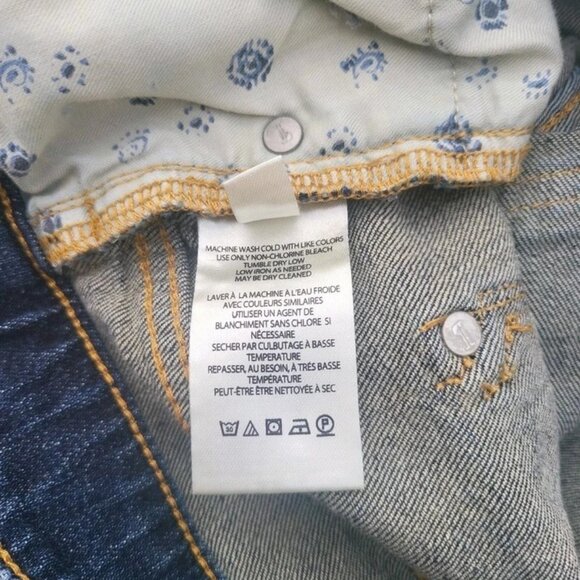 MACHINE WASH COLD WITH LIKE COLORS
USE ONLY NON-CHLORINE BLEACH
TUMBLE DRY LOW
LOW IRON AS NEEDED
MAY BE DRY CLEANED
LAVER À LA MACHINE À L'EAU FROIDE
AVEC COULEURS SIMILAIRES
UTILISER UN AGENT DE
BLANCHIMENT SANS CHLORE SI
NÉCESSAIRE
SECHER PAR CULBUTAGE À BASSE
TEMPERATURE
REPASSER, AU BESOIN, À TRÈS BASSE
TEMPÉRATURE
PEUT-ÊTRE ÊTRE NETTOYÉE À SEC
30 P